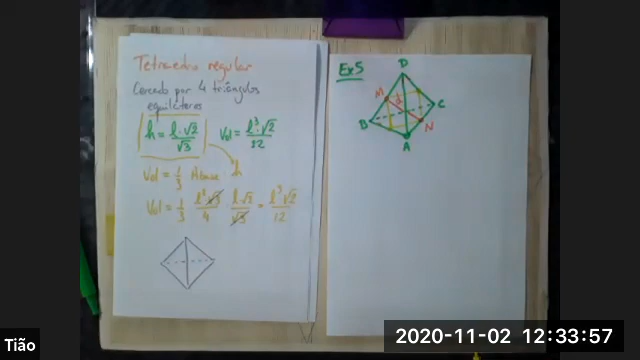 Tetraedro regular
Cercado por 4 triângulos
equiláteros
h = l·√2/√3 Vol = l³·√2/12
Vol = 1/3 Abase · h
Vol = 1/3 · l²√3/4 · l·√2/√3 = l³√2/12
Ex5
D
M d C
B N
A
Tião
2020-11-02 12:33:57